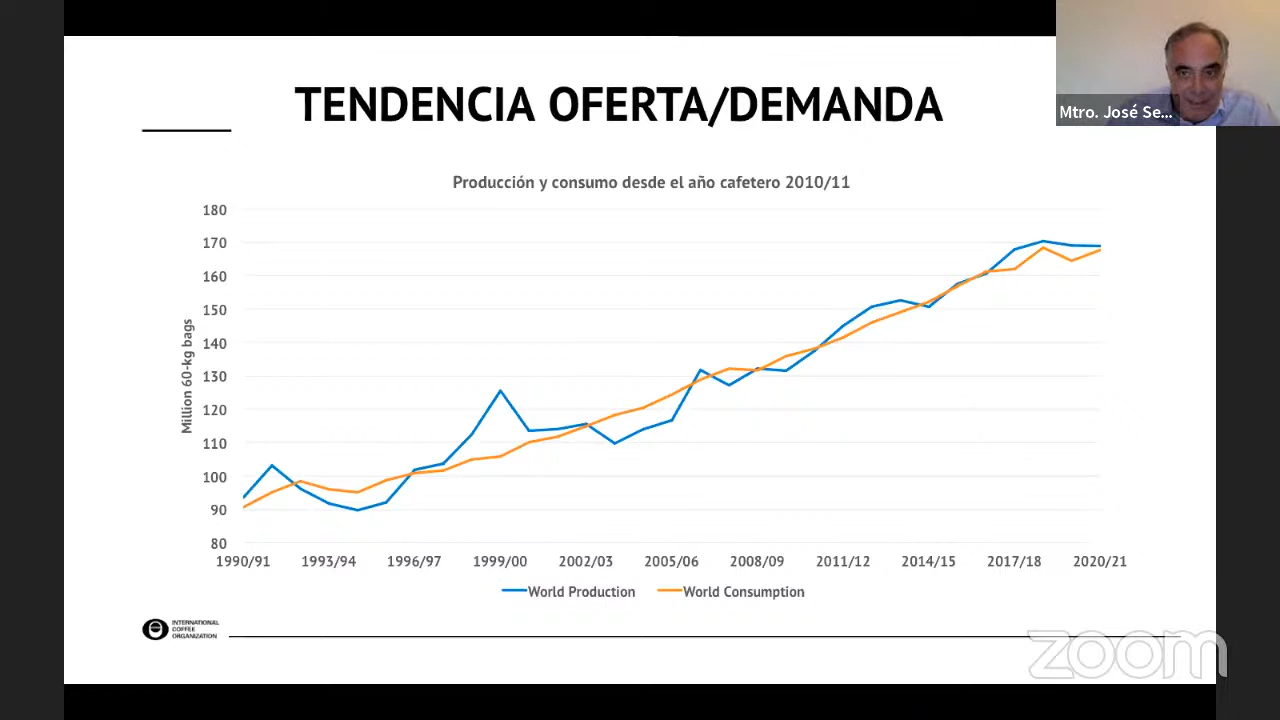 TENDENCIA OFERTA/DEMANDA
Mtro. José Se...
Producción y consumo desde el año cafetero 2010/11
180
170
160
150
140
130
120
110
100
90
80
Million 60-kg bags
1990/91 1993/94 1996/97 1999/00 2002/03 2005/06 2008/09 2011/12 2014/15 2017/18 2020/21
World Production World Consumption
INTERNATIONAL
COFFEE
ORGANIZATION
zoom